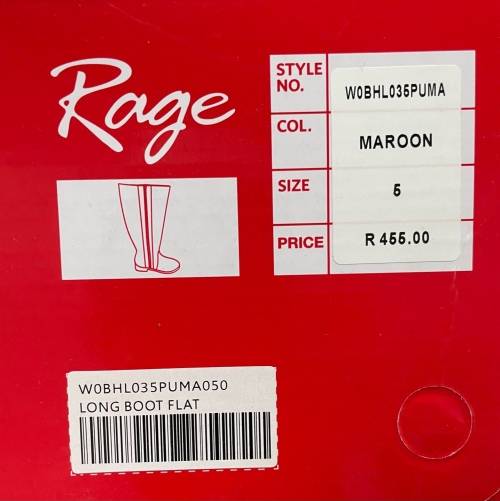 Rage
STYLE NO. W0BHL035PUMA
COL. MAROON
SIZE 5
PRICE R 455.00
W0BHL035PUMA050
LONG BOOT FLAT